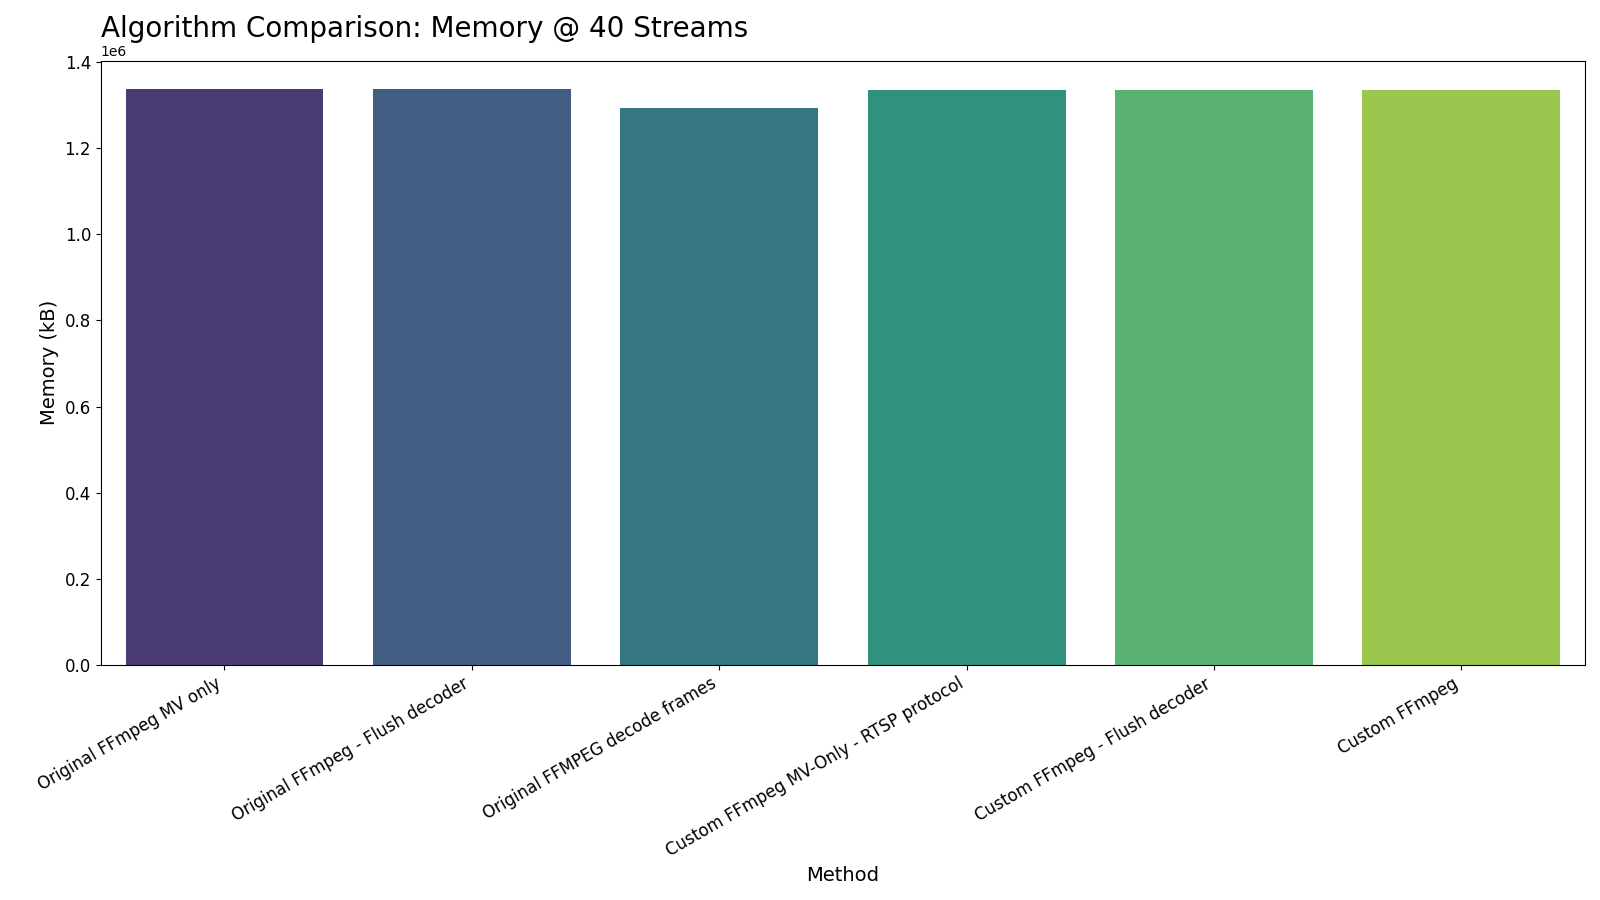 Algorithm Comparison: Memory @ 40 Streams
1e6
1.4
1.2
1.0
0.8
0.6
0.4
0.2
0.0
Memory (kB)
Original FFmpeg MV only
Original FFmpeg - Flush decoder
Original FFMPEG decode frames
Custom FFmpeg MV-Only - RTSP protocol
Custom FFmpeg - Flush decoder
Custom FFmpeg
Method